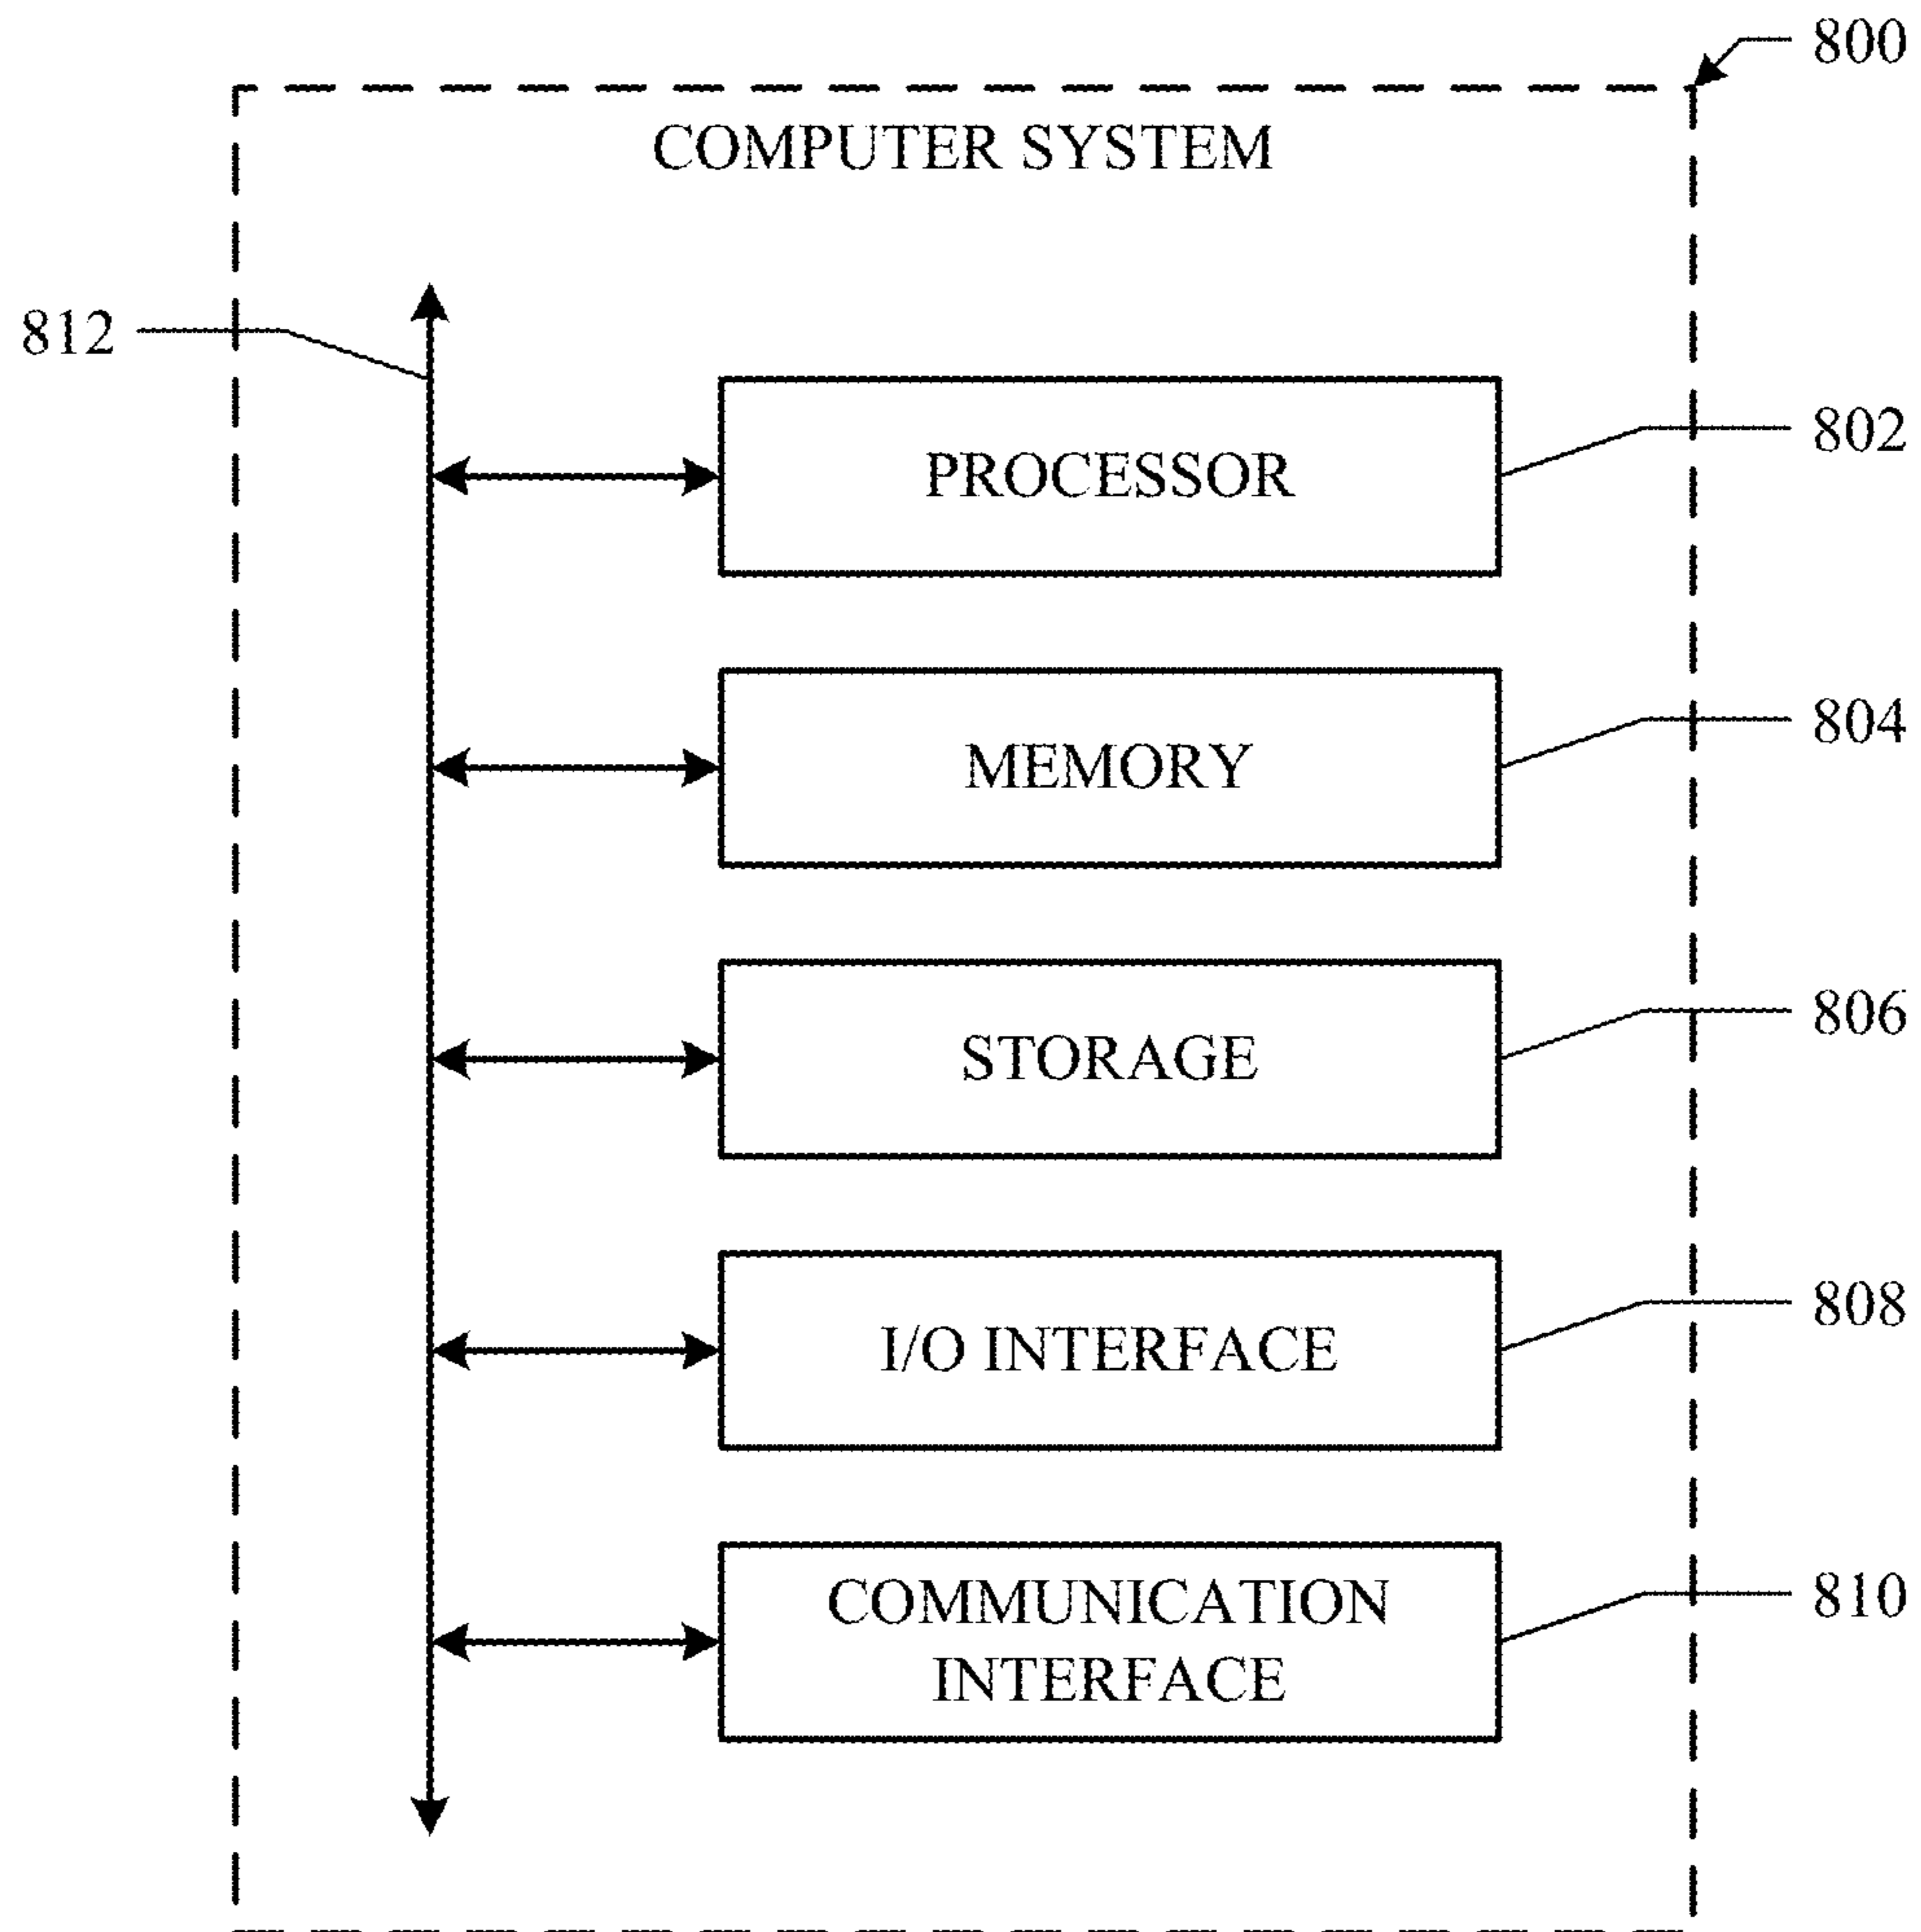 800
COMPUTER SYSTEM
812
PROCESSOR
802
MEMORY
804
STORAGE
806
I/O INTERFACE
808
COMMUNICATION
INTERFACE
810